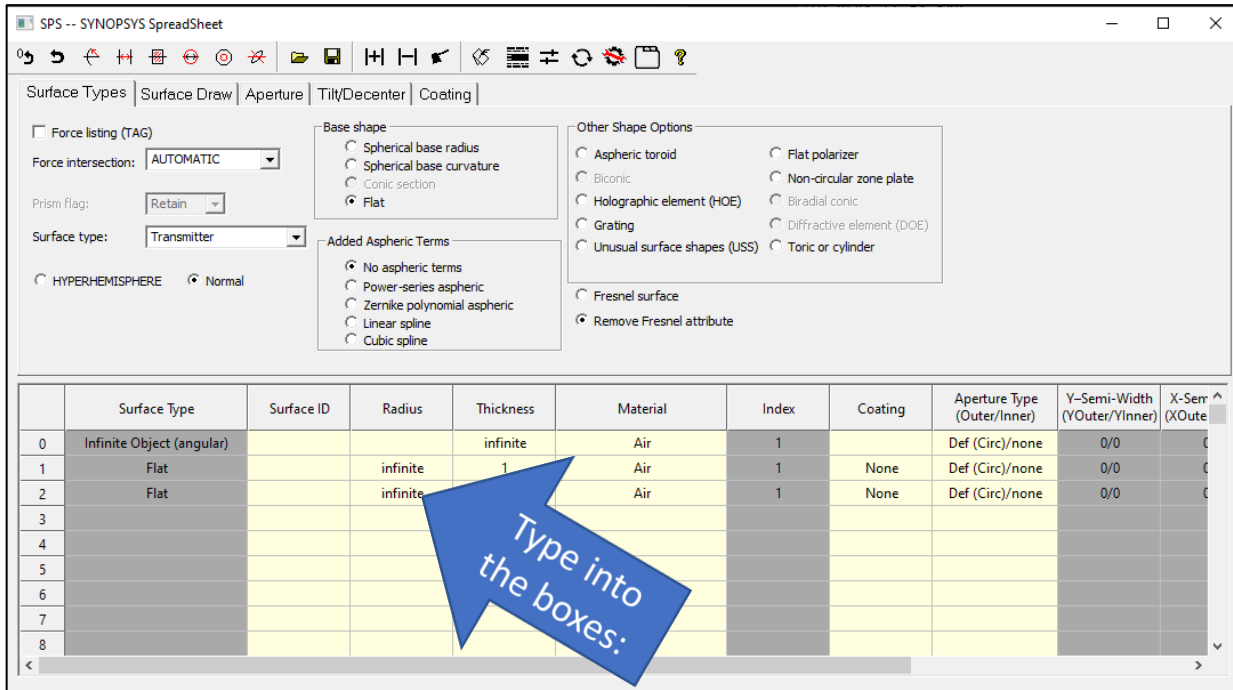 SPS -- SYNOPSYS SpreadSheet
Surface Types Surface Draw Aperture Tilt/Decenter Coating
Force listing (TAG)
Force intersection: AUTOMATIC
Prism flag: Retain
Surface type: Transmitter
HYPERHEMISPHERE Normal
Base shape
Spherical base radius
Spherical base curvature
Conic section
Flat
Added Aspheric Terms
No aspheric terms
Power-series aspheric
Zernike polynomial aspheric
Linear spline
Cubic spline
Other Shape Options
Aspheric toroid Flat polarizer
Biconic Non-circular zone plate
Holographic element (HOE) Biradial conic
Grating Diffractive element (DOE)
Unusual surface shapes (USS) Toric or cylinder
Fresnel surface
Remove Fresnel attribute
Surface Type Surface ID Radius Thickness Material Index Coating Aperture Type (Outer/Inner) Y–Semi-Width (YOuter/YInner) X-Sem (XOute
0 Infinite Object (angular) infinite Air 1 Def (Circ)/none 0/0
1 Flat infinite 1 Air 1 None Def (Circ)/none 0/0
2 Flat infinite Air 1 None Def (Circ)/none 0/0
3
4
5
6
7
8
Type into
the boxes: